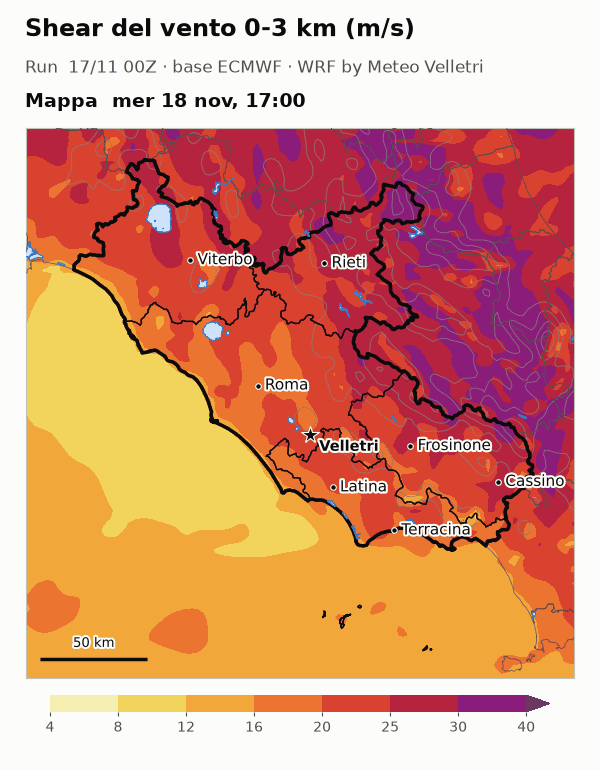 Shear del vento 0-3 km (m/s)
Run  17/11 00Z · base ECMWF · WRF by Meteo Velletri
Mappa  mer 18 nov, 17:00
Viterbo
Rieti
Roma
Velletri
Frosinone
Latina
Cassino
Terracina
50 km
4 8 12 16 20 25 30 40